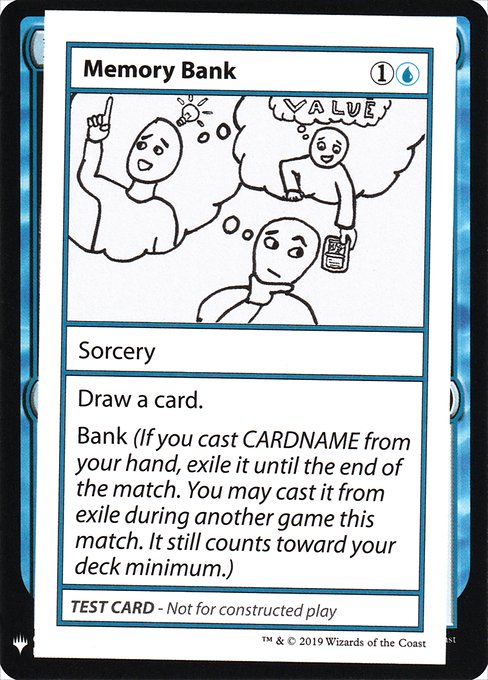 Memory Bank 1
VALUE
Sorcery
Draw a card.
Bank (If you cast CARDNAME from
your hand, exile it until the end of
the match. You may cast it from
exile during another game this
match. It still counts toward your
deck minimum.)
TEST CARD - Not for constructed play
™ & © 2019 Wizards of the Coast